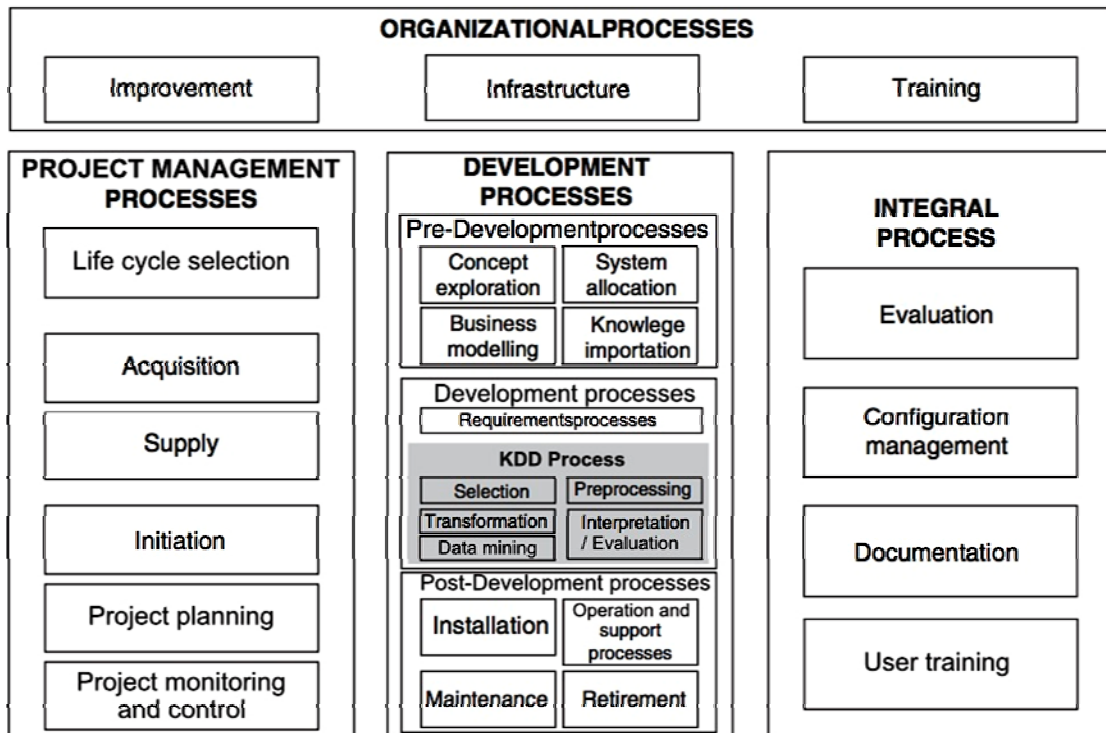 ORGANIZATIONALPROCESSES
Improvement
Infrastructure
Training
PROJECT MANAGEMENT
PROCESSES
Life cycle selection
Acquisition
Supply
Initiation
Project planning
Project monitoring
and control
DEVELOPMENT
PROCESSES
Pre-Developmentprocesses
Concept
exploration
System
allocation
Business
modelling
Knowlege
importation
Development processes
Requirementsprocesses
KDD Process
Selection
Preprocessing
Transformation
Data mining
Interpretation
/ Evaluation
Post-Development processes
Installation
Operation and
support
processes
Maintenance
Retirement
INTEGRAL
PROCESS
Evaluation
Configuration
management
Documentation
User training